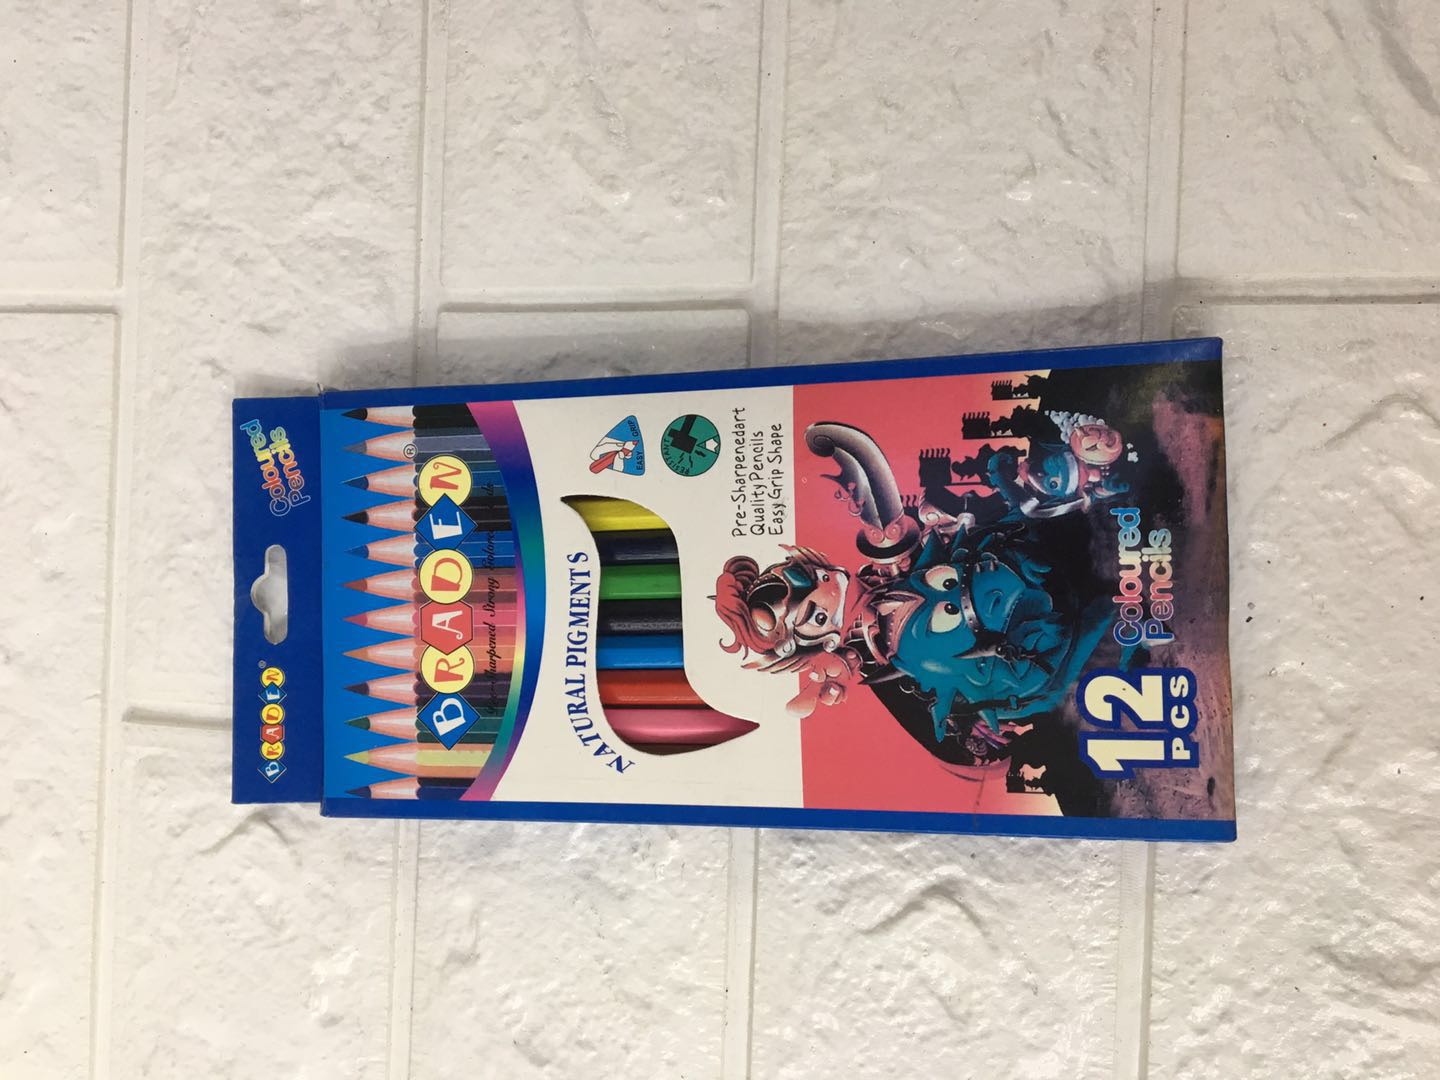 Coloured
Pencils
BRADEN®
BRADEN®
Pre-Sharpened Strong
NATURAL PIGMENTS
EASY GRIP
RESISTANT
Pre-Sharpenedart
Quality Pencils
Easy Grip Shape
Coloured
Pencils
12
PCS